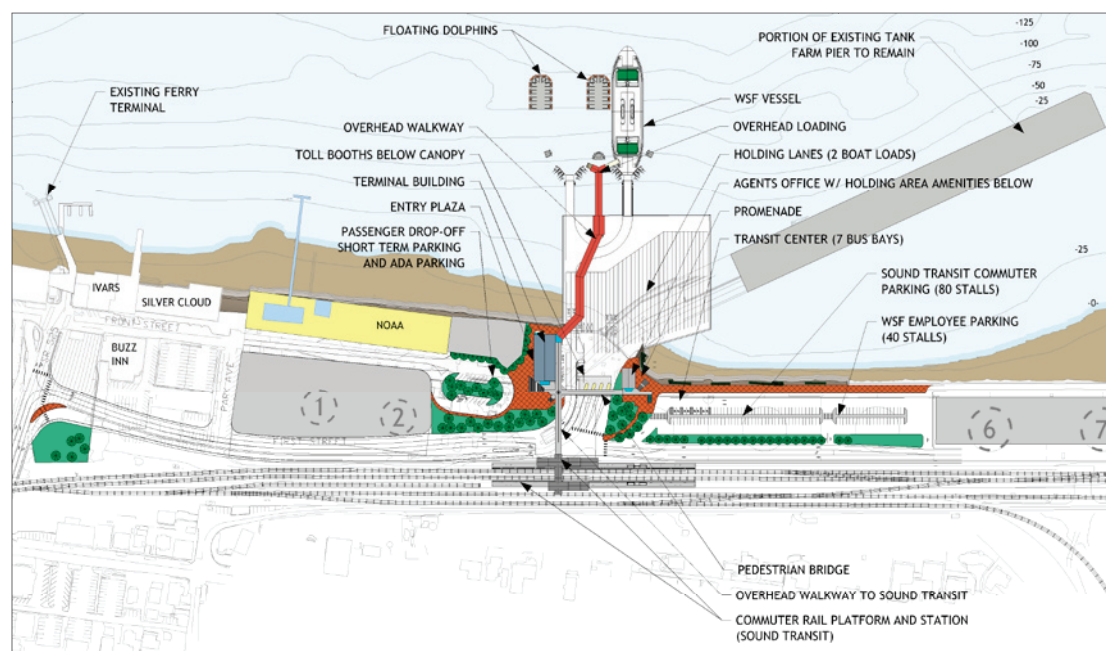 FLOATING DOLPHINS
PORTION OF EXISTING TANK
FARM PIER TO REMAIN
-125
-100
-75
-50
-25
EXISTING FERRY
TERMINAL
WSF VESSEL
OVERHEAD WALKWAY
OVERHEAD LOADING
TOLL BOOTHS BELOW CANOPY
HOLDING LANES (2 BOAT LOADS)
TERMINAL BUILDING
AGENTS OFFICE W/ HOLDING AREA AMENITIES BELOW
ENTRY PLAZA
PROMENADE
PASSENGER DROP-OFF
SHORT TERM PARKING
AND ADA PARKING
TRANSIT CENTER (7 BUS BAYS)
-25
SOUND TRANSIT COMMUTER
PARKING (80 STALLS)
IVARS
SILVER CLOUD
-0-
FRONT STREET
NOAA
WSF EMPLOYEE PARKING
(40 STALLS)
BUZZ
INN
PARK AVE
1
2
6
7
FIRST STREET
PEDESTRIAN BRIDGE
OVERHEAD WALKWAY TO SOUND TRANSIT
COMMUTER RAIL PLATFORM AND STATION
(SOUND TRANSIT)